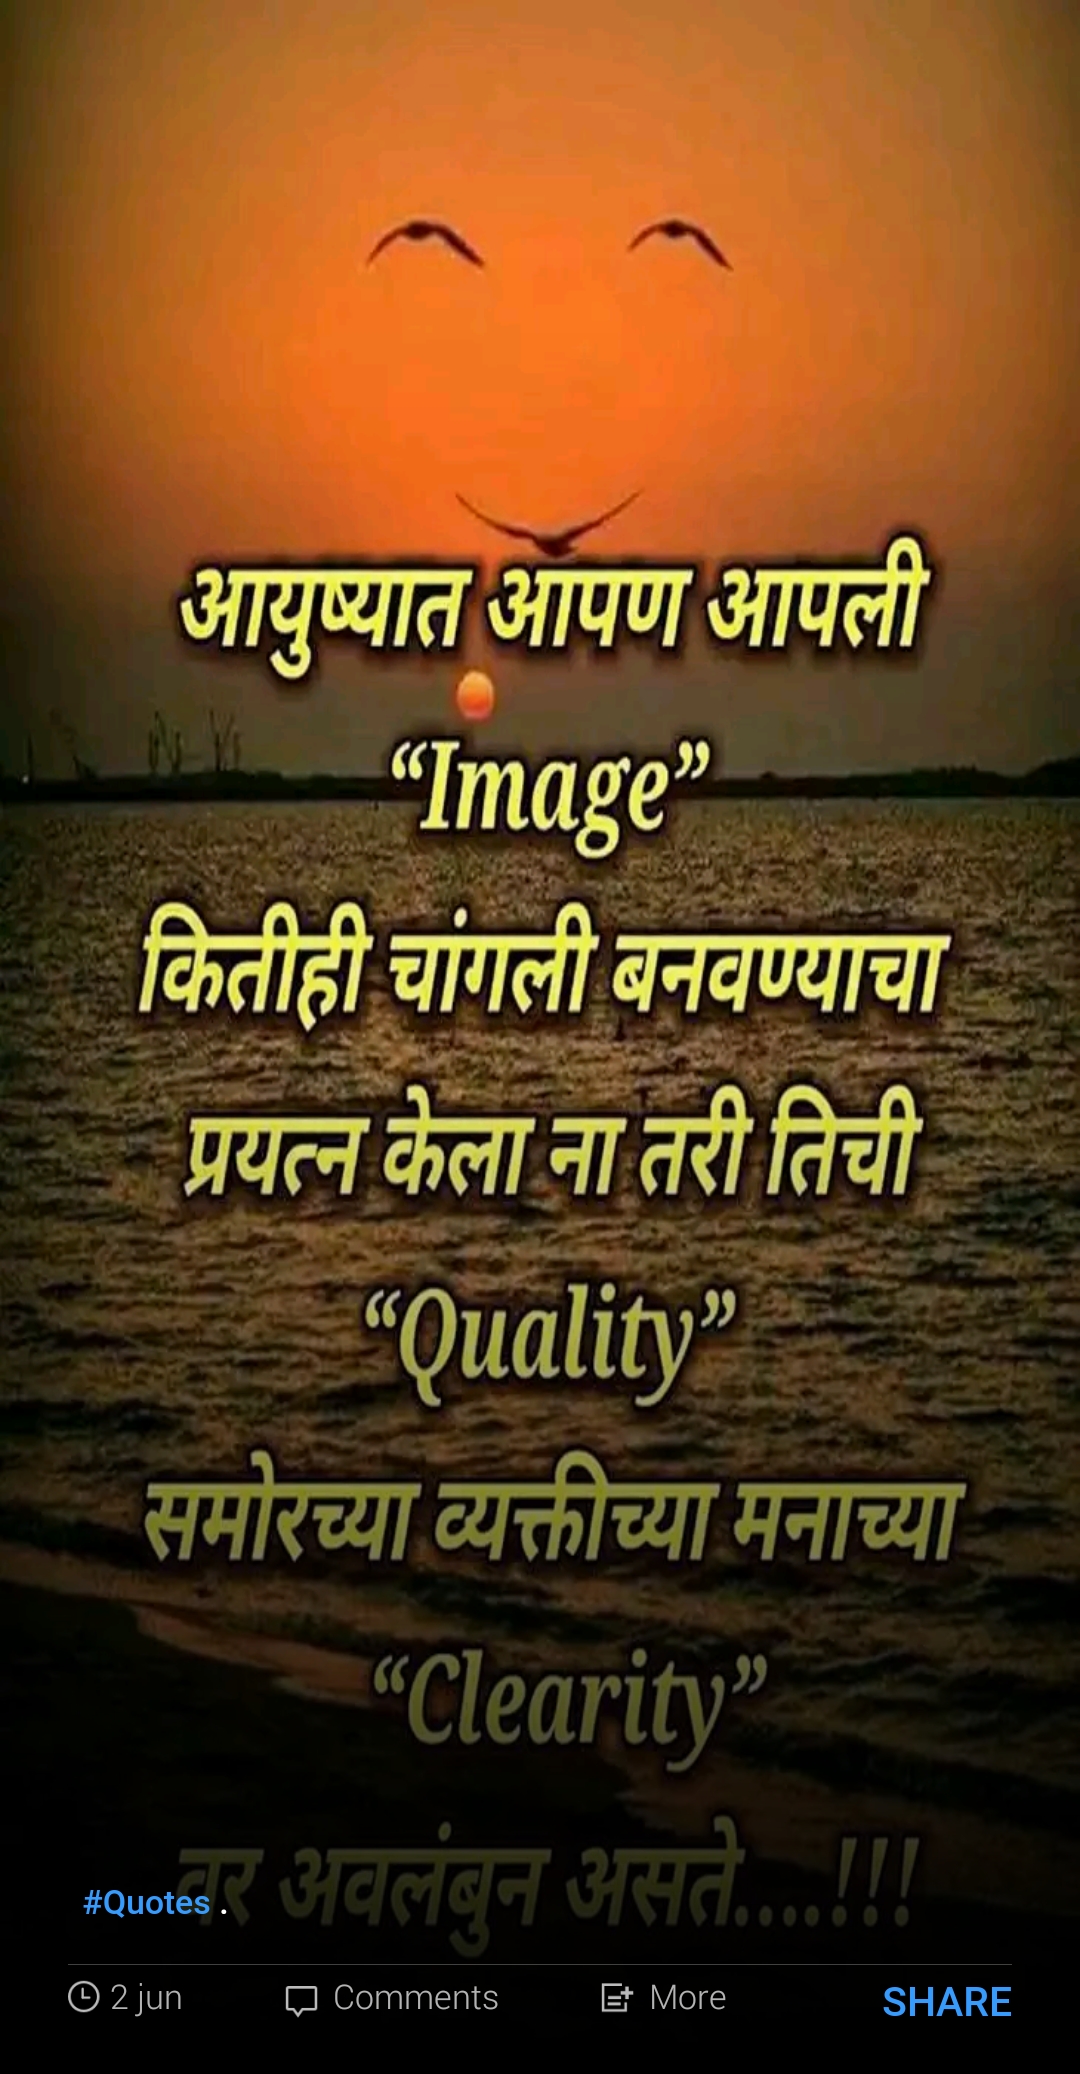 आयुष्यात आपण आपली
“Image”
कितीही चांगली बनवण्याचा
प्रयत्न केला ना तरी तिची
“Quality”
समोरच्या व्यक्तीच्या मनाच्या
“Clearity”
वर अवलंबुन असते....!!!
#Quotes .
2 jun Comments More SHARE